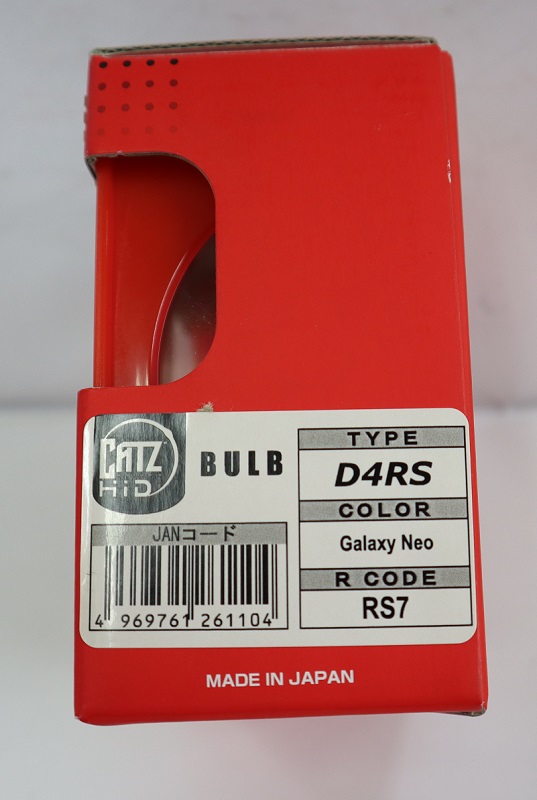 CATZ
HiD
BULB
TYPE
D4RS
COLOR
Galaxy Neo
R CODE
RS7
JANコード
4 969761 261104
MADE IN JAPAN